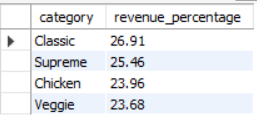 category revenue_percentage
Classic 26.91
Supreme 25.46
Chicken 23.96
Veggie 23.68